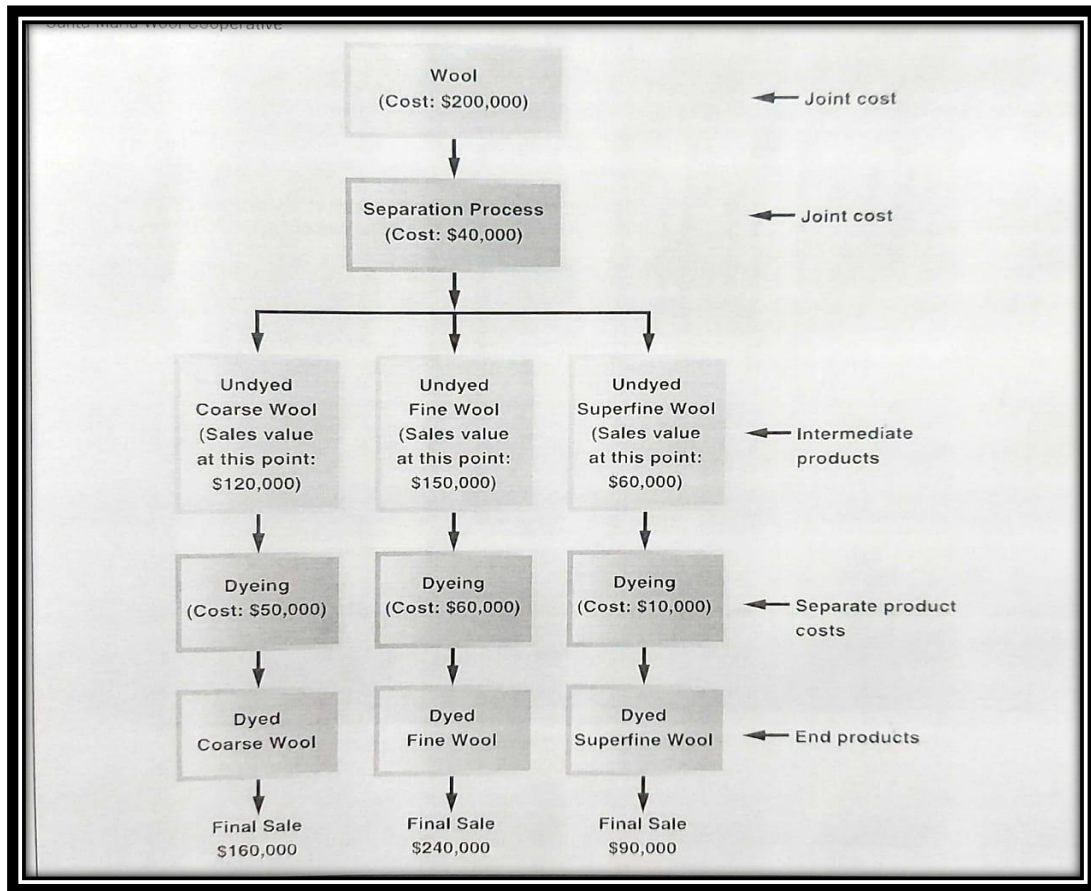 Santa Maria Wool Cooperative
Wool
(Cost: $200,000)
Joint cost
Separation Process
(Cost: $40,000)
Joint cost
Undyed
Coarse Wool
(Sales value
at this point:
$120,000)
Undyed
Fine Wool
(Sales value
at this point:
$150,000)
Undyed
Superfine Wool
(Sales value
at this point:
$60,000)
Intermediate
products
Dyeing
(Cost: $50,000)
Dyeing
(Cost: $60,000)
Dyeing
(Cost: $10,000)
Separate product
costs
Dyed
Coarse Wool
Dyed
Fine Wool
Dyed
Superfine Wool
End products
Final Sale
$160,000
Final Sale
$240,000
Final Sale
$90,000